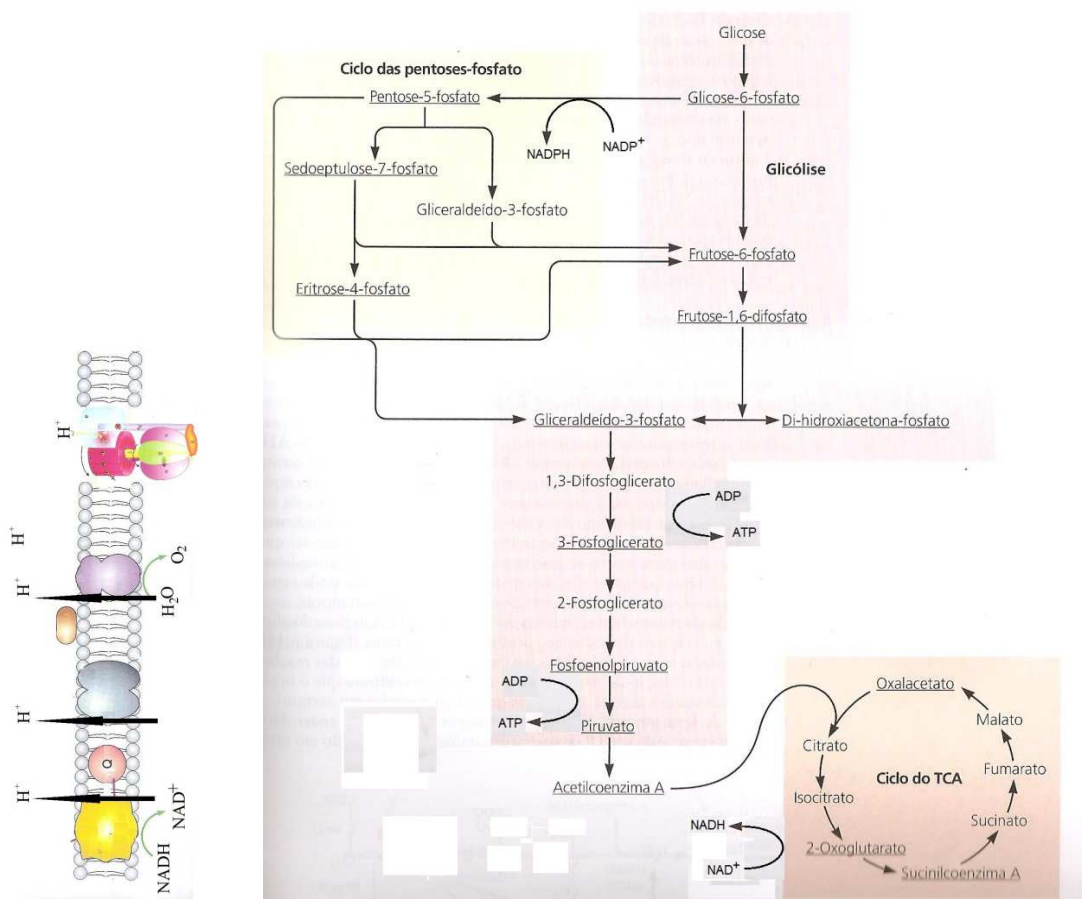 Glicose
Ciclo das pentoses-fosfato
Pentose-5-fosfato
Glicose-6-fosfato
NADPH
NADP+
Sedoeptulose-7-fosfato
Glicólise
Gliceraldeído-3-fosfato
Frutose-6-fosfato
Eritrose-4-fosfato
Frutose-1,6-difosfato
Gliceraldeído-3-fosfato
Di-hidroxiacetona-fosfato
1,3-Difosfoglicerato
ADP
ATP
3-Fosfoglicerato
2-Fosfoglicerato
Fosfoenolpiruvato
ADP
ATP
Piruvato
Acetilcoenzima A
Oxalacetato
Malato
Citrato
Fumarato
Ciclo do TCA
Isocitrato
Sucinato
NADH
NAD+
2-Oxoglutarato
Sucinilcoenzima A
H+
H+
H+
O2
H2O
H+
Q
H+
NAD+
NADH